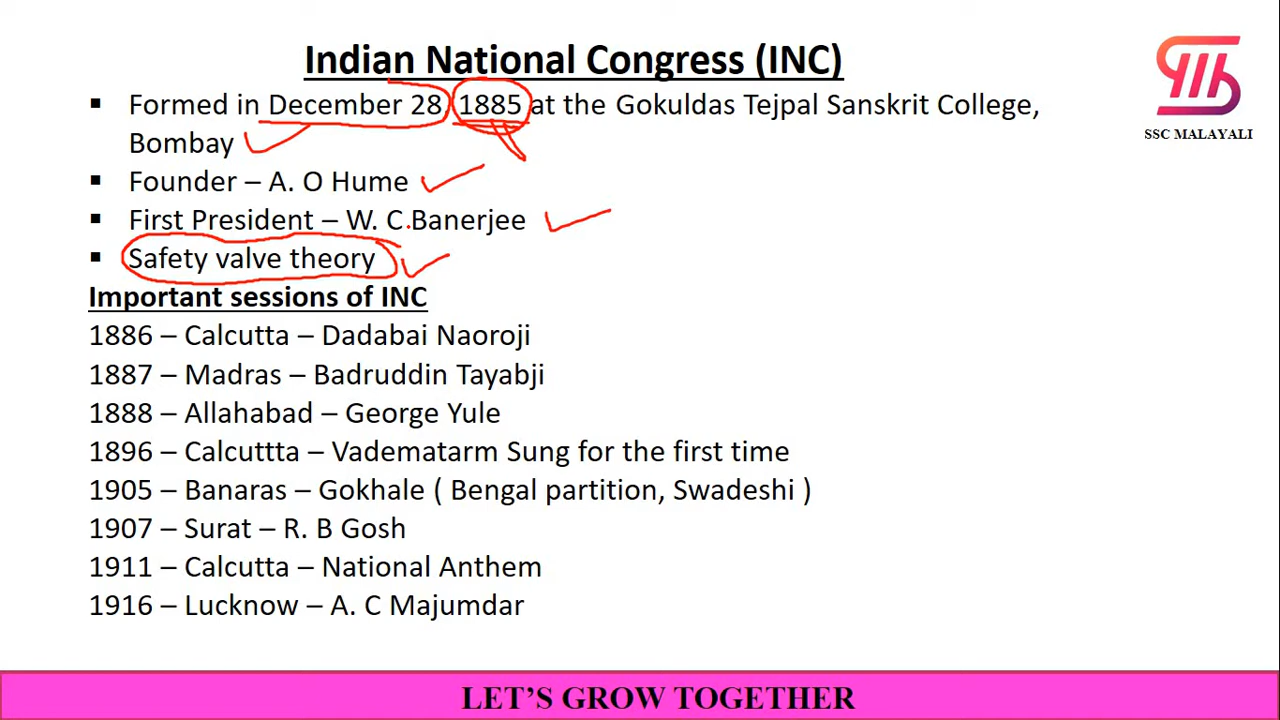 Indian National Congress (INC)
SSC MALAYALI
▪ Formed in December 28, 1885 at the Gokuldas Tejpal Sanskrit College,
Bombay
▪ Founder – A. O Hume
▪ First President – W. C.Banerjee
▪ Safety valve theory
Important sessions of INC
1886 – Calcutta – Dadabai Naoroji
1887 – Madras – Badruddin Tayabji
1888 – Allahabad – George Yule
1896 – Calcuttta – Vadematarm Sung for the first time
1905 – Banaras – Gokhale ( Bengal partition, Swadeshi )
1907 – Surat – R. B Gosh
1911 – Calcutta – National Anthem
1916 – Lucknow – A. C Majumdar
LET’S GROW TOGETHER